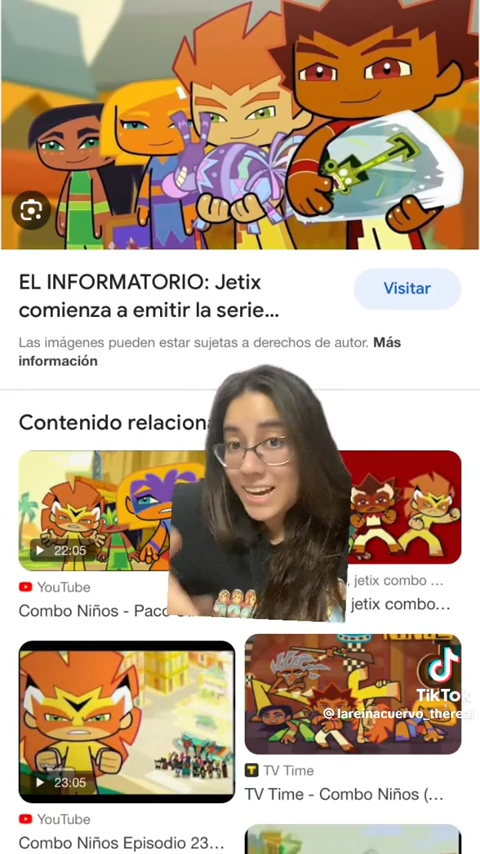 EL INFORMATORIO: Jetix
comienza a emitir la serie...
Visitar
Las imágenes pueden estar sujetas a derechos de autor. Más
información
Contenido relacion
22:05
YouTube
Combo Niños - Paco
jetix combo ...
jetix combo...
TikTok
@lareinacuervo_thereal
23:05
TV Time
TV Time - Combo Niños (...
YouTube
Combo Niños Episodio 23...